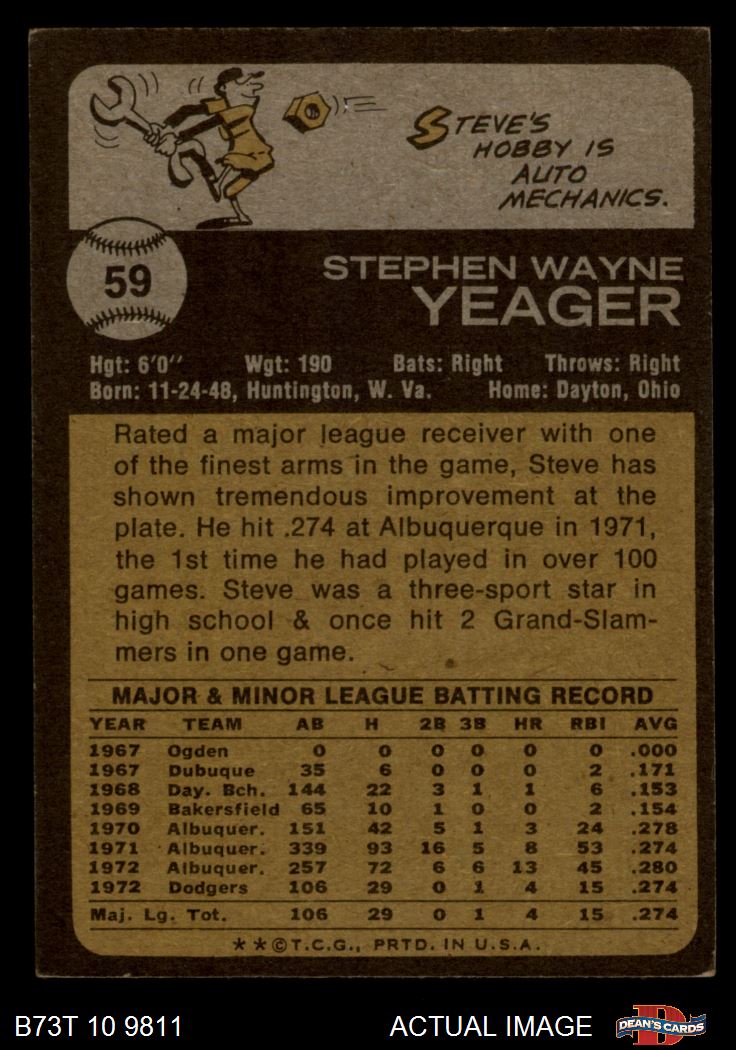 STEVE'S
HOBBY IS
AUTO
MECHANICS.
59
STEPHEN WAYNE
YEAGER
Hgt: 6'0" Wgt: 190 Bats: Right Throws: Right
Born: 11-24-48, Huntington, W. Va. Home: Dayton, Ohio
Rated a major league receiver with one
of the finest arms in the game, Steve has
shown tremendous improvement at the
plate. He hit .274 at Albuquerque in 1971,
the 1st time he had played in over 100
games. Steve was a three-sport star in
high school & once hit 2 Grand-Slam-
mers in one game.
MAJOR & MINOR LEAGUE BATTING RECORD
YEAR TEAM AB H 2B 3B HR RBI AVG
1967 Ogden 0 0 0 0 0 0 .000
1967 Dubuque 35 6 0 0 0 2 .171
1968 Day. Bch. 144 22 3 1 1 6 .153
1969 Bakersfield 65 10 1 0 0 2 .154
1970 Albuquer. 151 42 5 1 3 24 .278
1971 Albuquer. 339 93 16 5 8 53 .274
1972 Albuquer. 257 72 6 6 13 45 .280
1972 Dodgers 106 29 0 1 4 15 .274
Maj. Lg. Tot. 106 29 0 1 4 15 .274
**©T.C.G., PRTD. IN U.S.A.
B73T 10 9811 ACTUAL IMAGE D DEAN'S CARDS